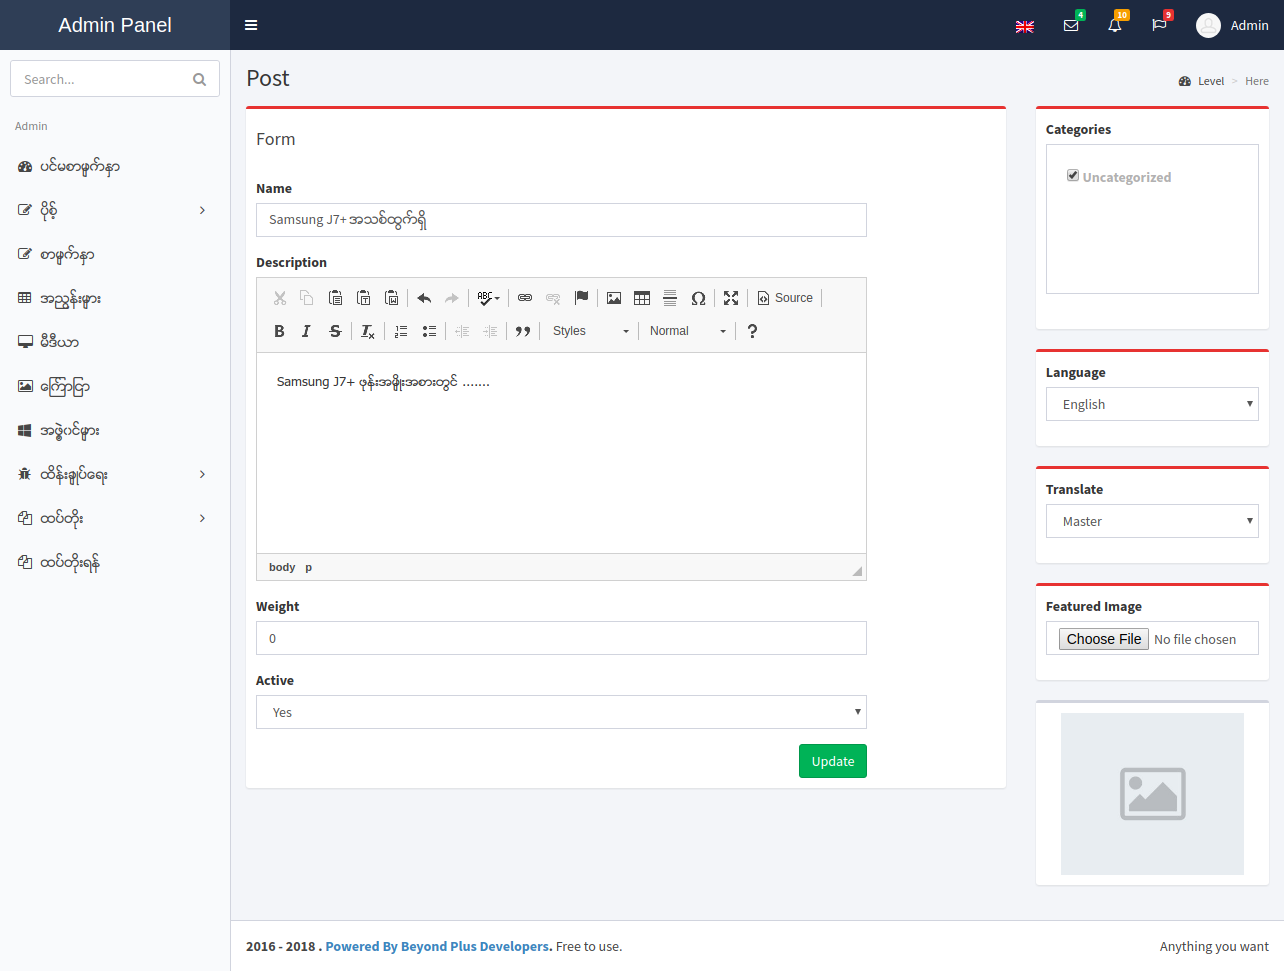 Admin Panel
4
10
9
Admin
Search...
Admin
ပင်မစာမျက်နှာ
ပို့စ်
စာမျက်နှာ
အညွှန်းများ
မီဒီယာ
ကြော်ငြာ
အဖွဲ့ဝင်များ
ထိန်းချုပ်ရေး
ထပ်တိုး
ထပ်တိုးရန်
Post
Level > Here
Form
Name
Samsung J7+ အသစ်ထွက်ရှိ
Description
Source
Styles
Normal
Samsung J7+ ဖုန်းအမျိုးအစားတွင် .......
body p
Weight
0
Active
Yes
Update
Categories
Uncategorized
Language
English
Translate
Master
Featured Image
Choose File No file chosen
2016 - 2018 . Powered By Beyond Plus Developers. Free to use.
Anything you want